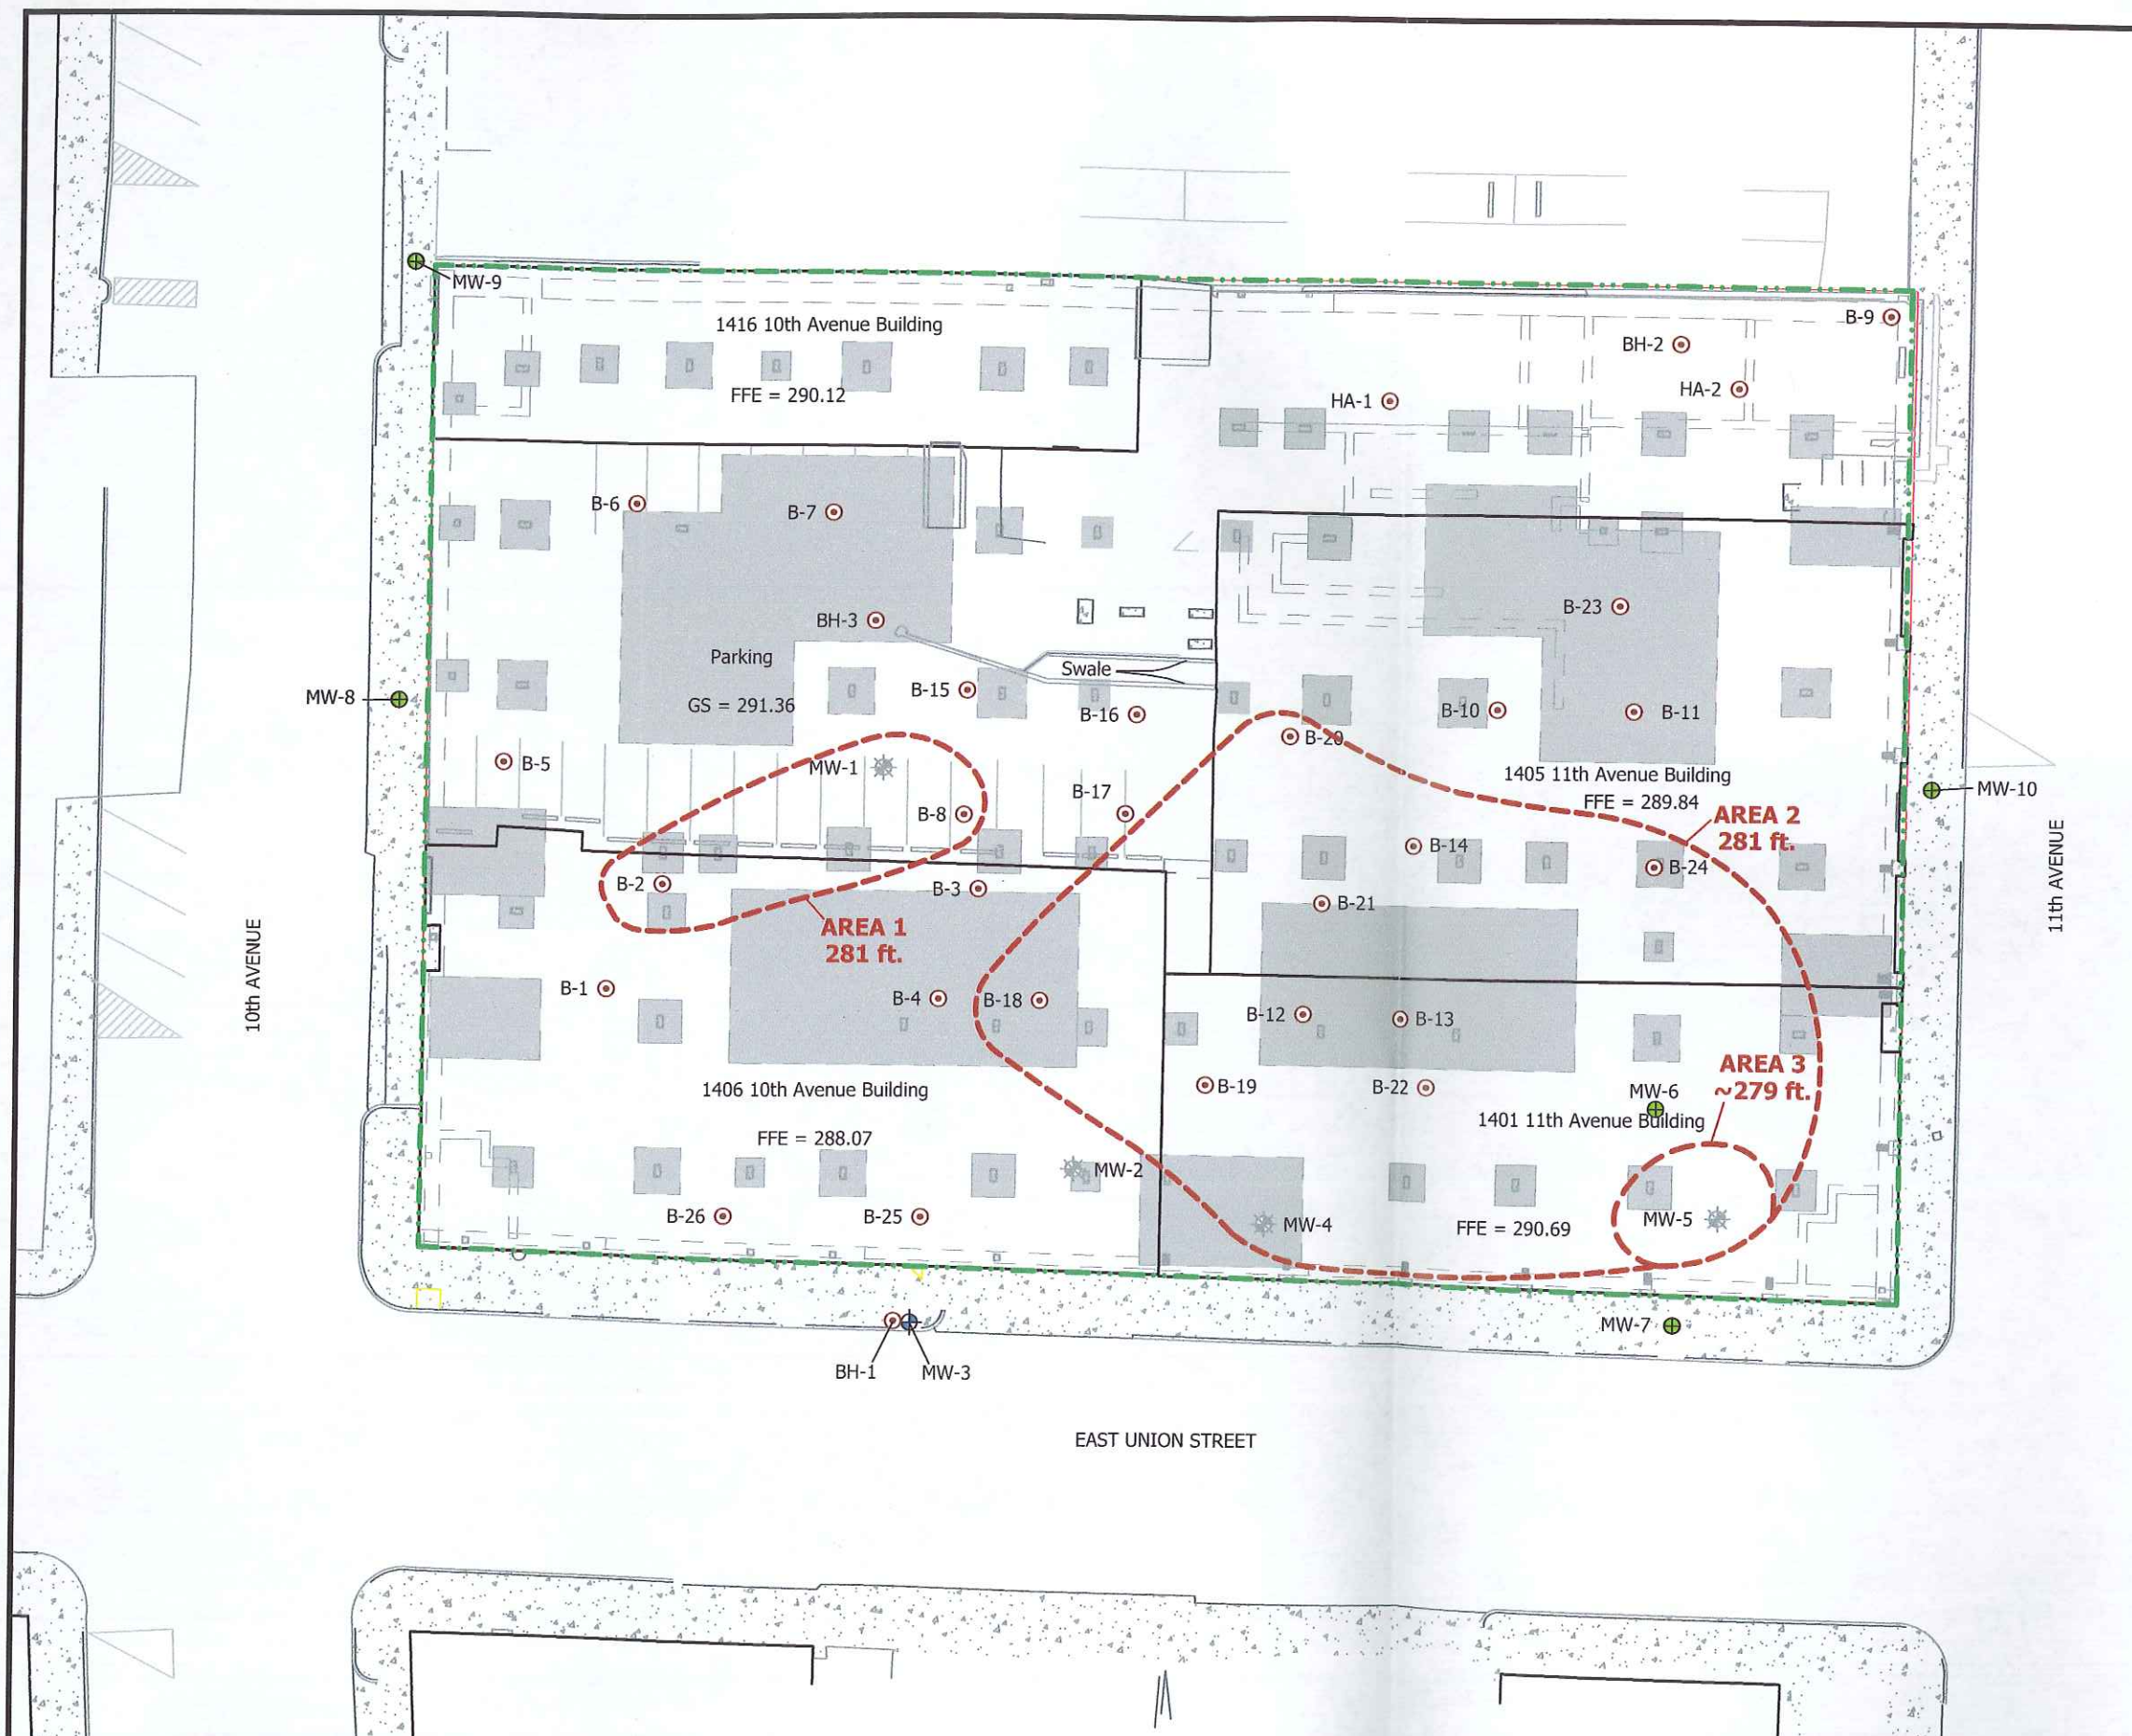 MW-9
1416 10th Avenue Building
B-9
BH-2
HA-2
FFE = 290.12
HA-1
B-6
B-7
B-23
BH-3
Parking
Swale
MW-8
B-15
GS = 291.36
B-16
B-10
B-11
B-20
B-5
MW-1
1405 11th Avenue Building
MW-10
B-17
FFE = 289.84
B-8
AREA 2
281 ft.
B-14
B-24
B-2
B-3
B-21
11th AVENUE
AREA 1
281 ft.
10th AVENUE
B-1
B-4
B-18
B-12
B-13
AREA 3
~279 ft.
1406 10th Avenue Building
B-19
B-22
MW-6
1401 11th Avenue Building
FFE = 288.07
MW-2
B-26
B-25
MW-4
FFE = 290.69
MW-5
MW-7
BH-1
MW-3
EAST UNION STREET